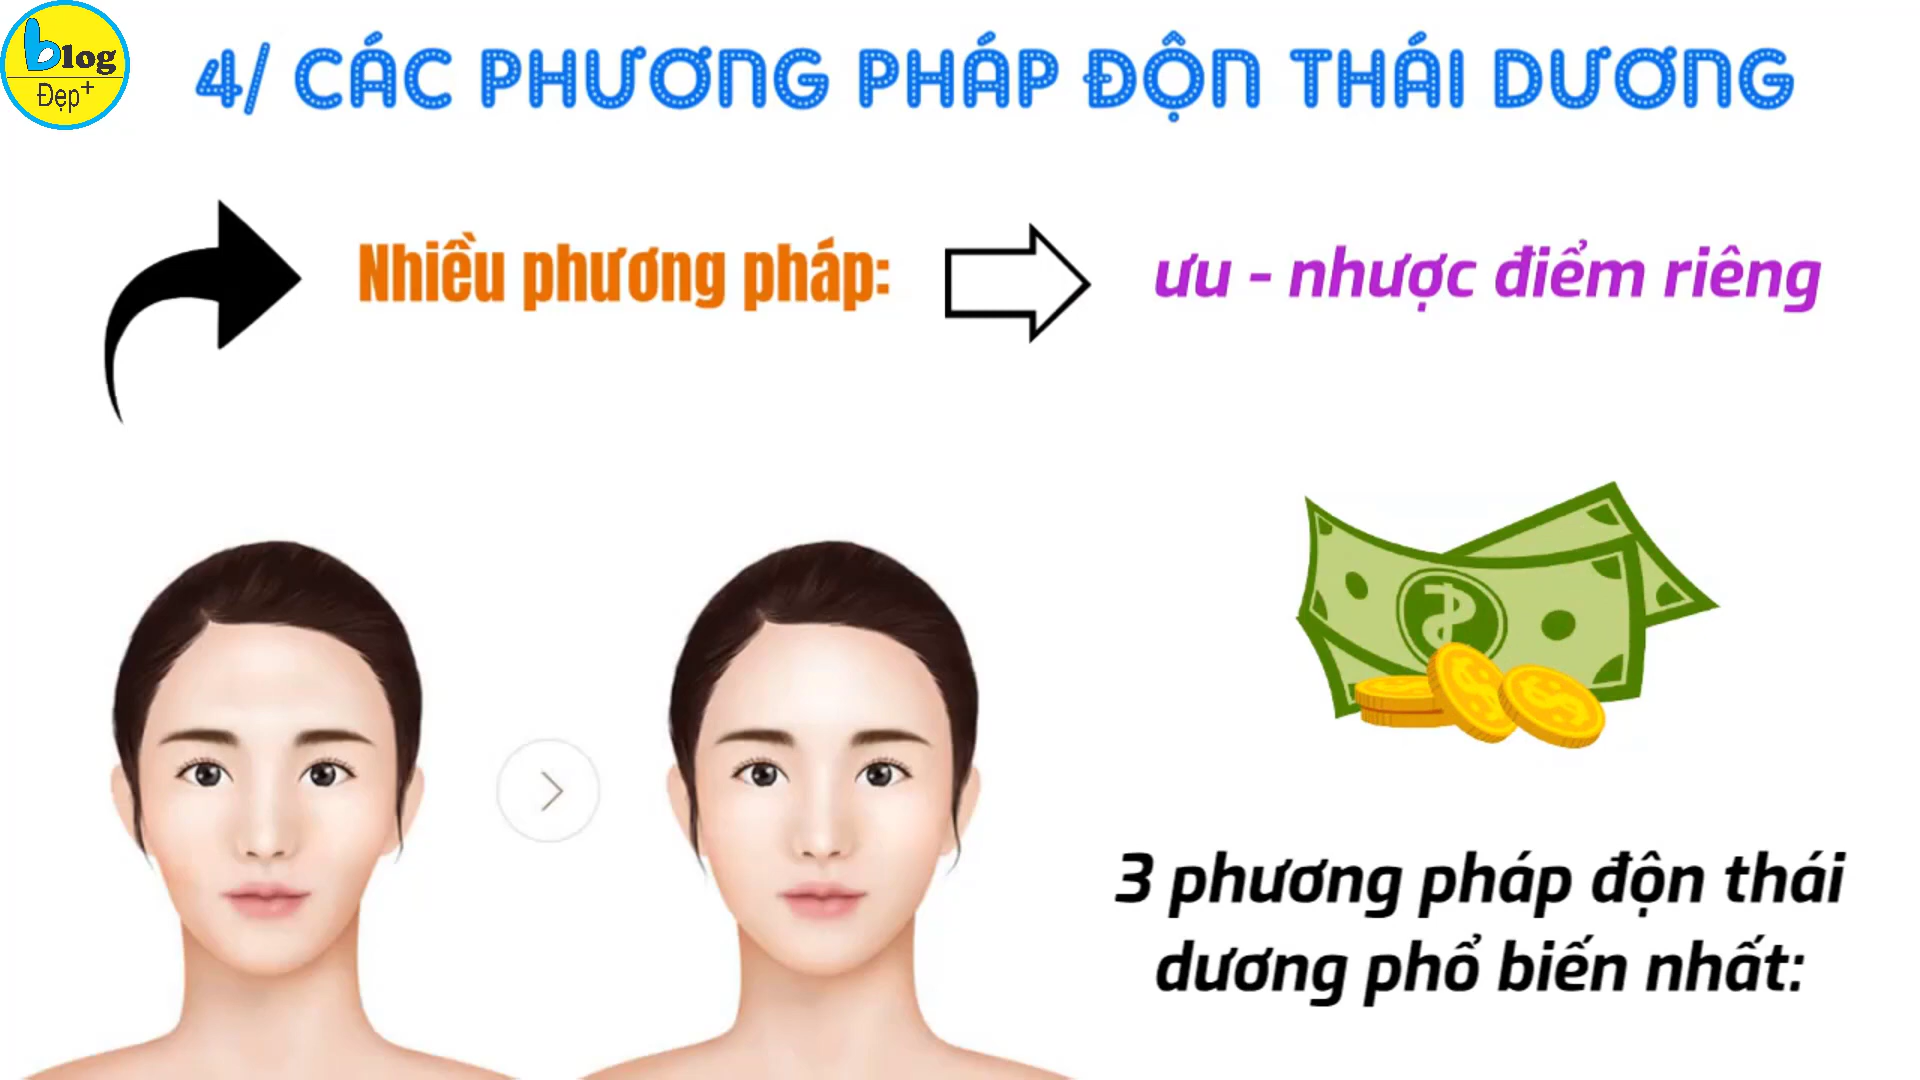 blog
Đẹp+
4/ CÁC PHƯƠNG PHÁP ĐỘN THÁI DƯƠNG
Nhiều phương pháp:
ưu - nhược điểm riêng
3 phương pháp độn thái
dương phổ biến nhất: